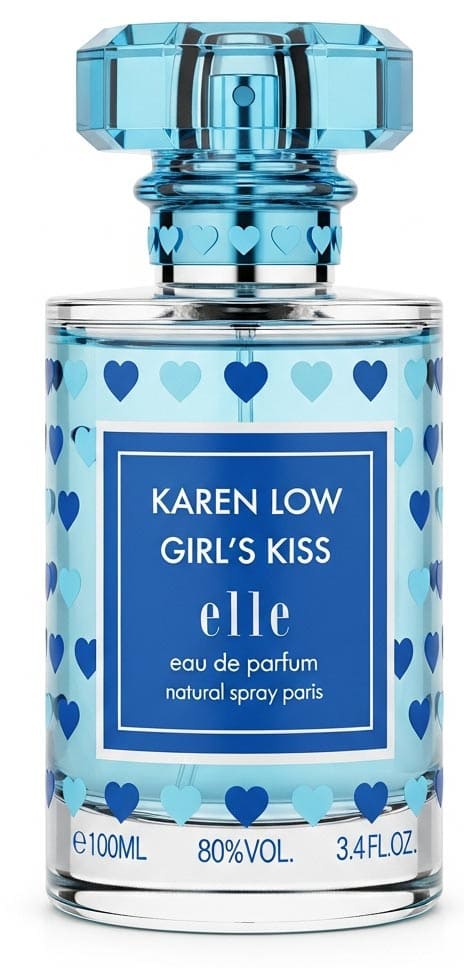 KAREN LOW
GIRL'S KISS
elle
eau de parfum
natural spray paris
℮100ML 80%VOL. 3.4FL.OZ.